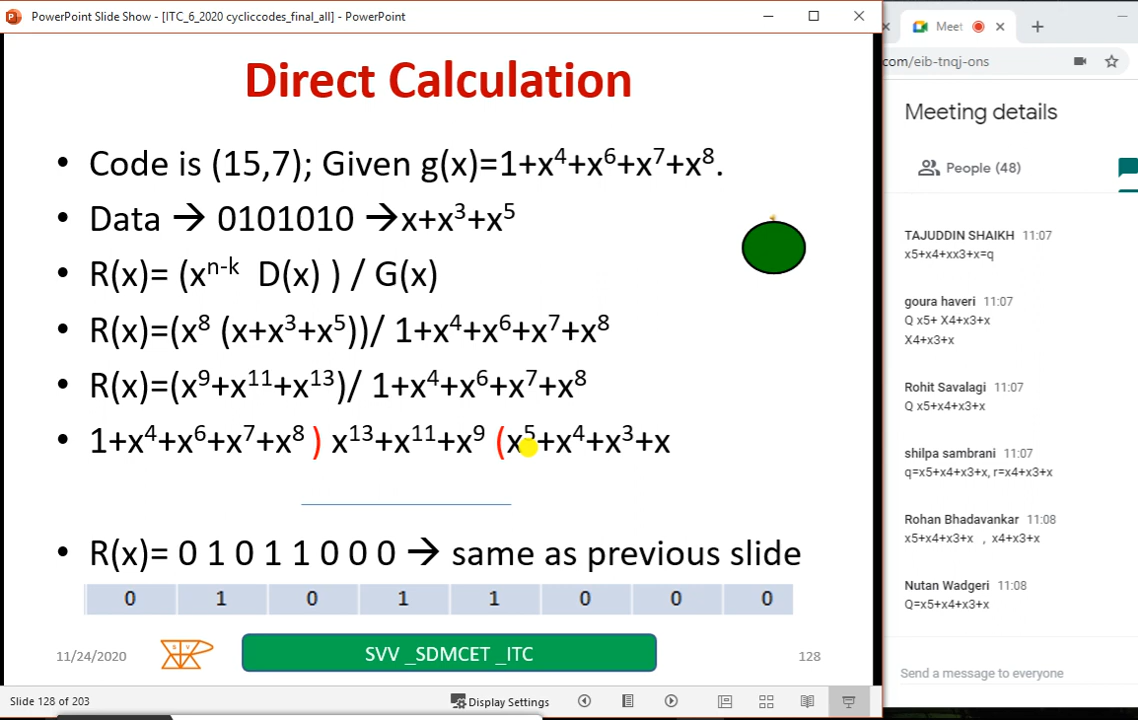 PowerPoint Slide Show - [ITC_6_2020 cycliccodes_final_all] - PowerPoint
Direct Calculation
• Code is (15,7); Given g(x)=1+x⁴+x⁶+x⁷+x⁸.
• Data → 0101010 →x+x³+x⁵
• R(x)= (xⁿ⁻ᵏ D(x) ) / G(x)
• R(x)=(x⁸ (x+x³+x⁵))/ 1+x⁴+x⁶+x⁷+x⁸
• R(x)=(x⁹+x¹¹+x¹³)/ 1+x⁴+x⁶+x⁷+x⁸
• 1+x⁴+x⁶+x⁷+x⁸ ) x¹³+x¹¹+x⁹ (x⁵+x⁴+x³+x
• R(x)= 0 1 0 1 1 0 0 0 → same as previous slide
0 1 0 1 1 0 0 0
11/24/2020
S V V
SVV _SDMCET _ITC
128
Slide 128 of 203
Display Settings
Meet
com/eib-tnqj-ons
Meeting details
People (48)
TAJUDDIN SHAIKH 11:07
x5+x4+xx3+x=q
goura haveri 11:07
Q x5+ X4+x3+x
X4+x3+x
Rohit Savalagi 11:07
Q x5+x4+x3+x
shilpa sambrani 11:07
q=x5+x4+x3+x, r=x4+x3+x
Rohan Bhadavankar 11:08
x5+x4+x3+x , x4+x3+x
Nutan Wadgeri 11:08
Q=x5+x4+x3+x
Send a message to everyone